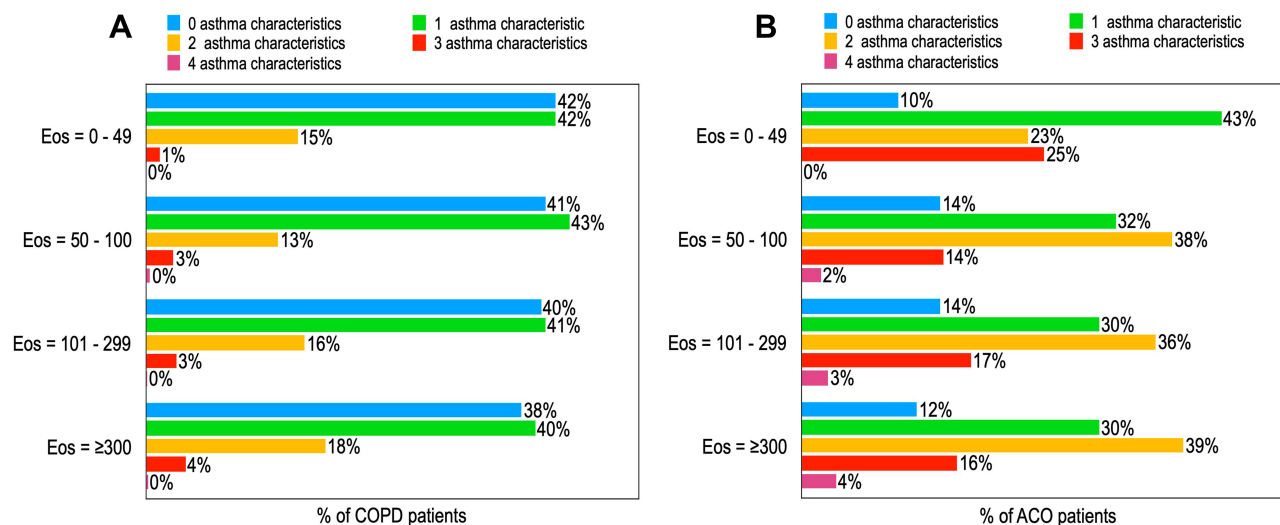 A
0 asthma characteristics
1 asthma characteristic
2 asthma characteristics
3 asthma characteristics
4 asthma characteristics
Eos = 0 - 49
42%
42%
15%
1%
0%
Eos = 50 - 100
41%
43%
13%
3%
0%
Eos = 101 - 299
40%
41%
16%
3%
0%
Eos = ≥300
38%
40%
18%
4%
0%
% of COPD patients
B
0 asthma characteristics
1 asthma characteristic
2 asthma characteristics
3 asthma characteristics
4 asthma characteristics
Eos = 0 - 49
10%
43%
23%
25%
0%
Eos = 50 - 100
14%
32%
38%
14%
2%
Eos = 101 - 299
14%
30%
36%
17%
3%
Eos = ≥300
12%
30%
39%
16%
4%
% of ACO patients